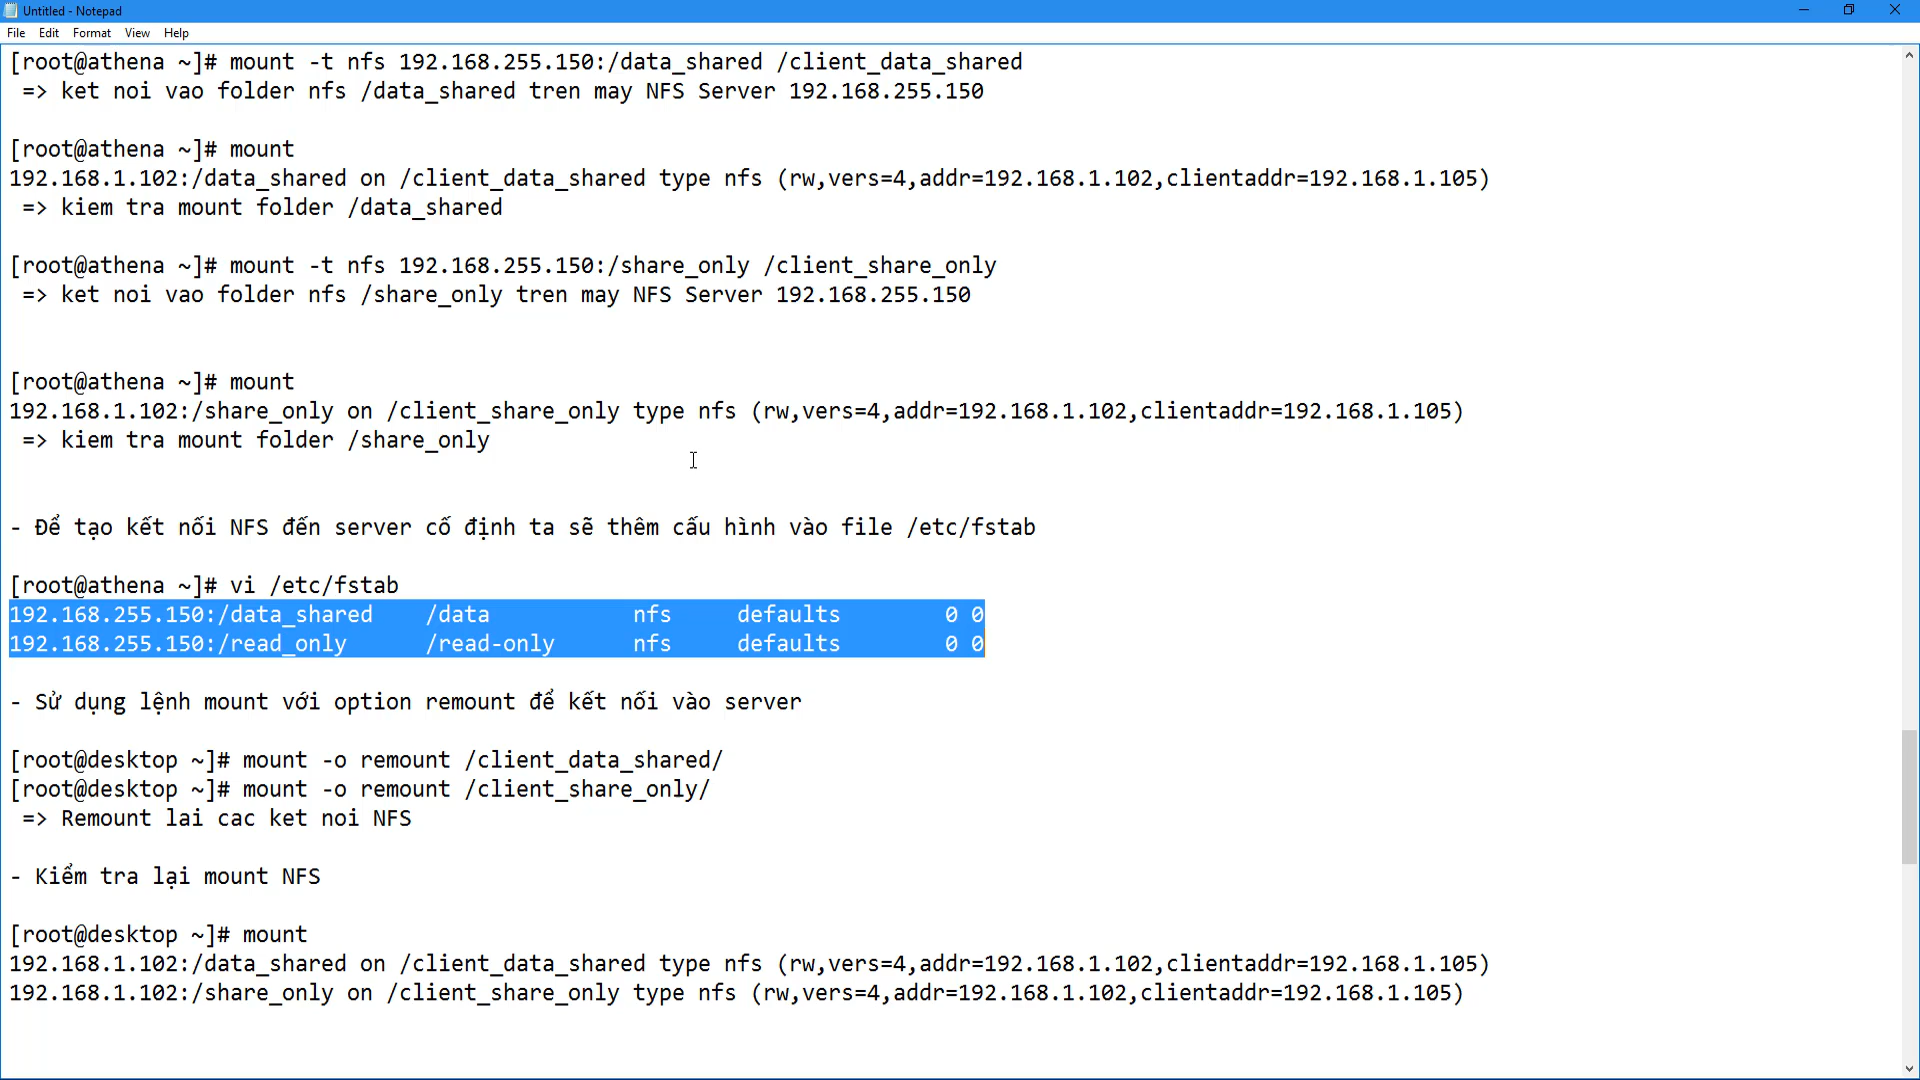 Untitled - Notepad
File Edit Format View Help
[root@athena ~]# mount -t nfs 192.168.255.150:/data_shared /client_data_shared
=> ket noi vao folder nfs /data_shared tren may NFS Server 192.168.255.150
[root@athena ~]# mount
192.168.1.102:/data_shared on /client_data_shared type nfs (rw,vers=4,addr=192.168.1.102,clientaddr=192.168.1.105)
=> kiem tra mount folder /data_shared
[root@athena ~]# mount -t nfs 192.168.255.150:/share_only /client_share_only
=> ket noi vao folder nfs /share_only tren may NFS Server 192.168.255.150
[root@athena ~]# mount
192.168.1.102:/share_only on /client_share_only type nfs (rw,vers=4,addr=192.168.1.102,clientaddr=192.168.1.105)
=> kiem tra mount folder /share_only
- Để tạo kết nối NFS đến server cố định ta sẽ thêm cấu hình vào file /etc/fstab
[root@athena ~]# vi /etc/fstab
192.168.255.150:/data_shared /data nfs defaults 0 0
192.168.255.150:/read_only /read-only nfs defaults 0 0
- Sử dụng lệnh mount với option remount để kết nối vào server
[root@desktop ~]# mount -o remount /client_data_shared/
[root@desktop ~]# mount -o remount /client_share_only/
=> Remount lai cac ket noi NFS
- Kiểm tra lại mount NFS
[root@desktop ~]# mount
192.168.1.102:/data_shared on /client_data_shared type nfs (rw,vers=4,addr=192.168.1.102,clientaddr=192.168.1.105)
192.168.1.102:/share_only on /client_share_only type nfs (rw,vers=4,addr=192.168.1.102,clientaddr=192.168.1.105)